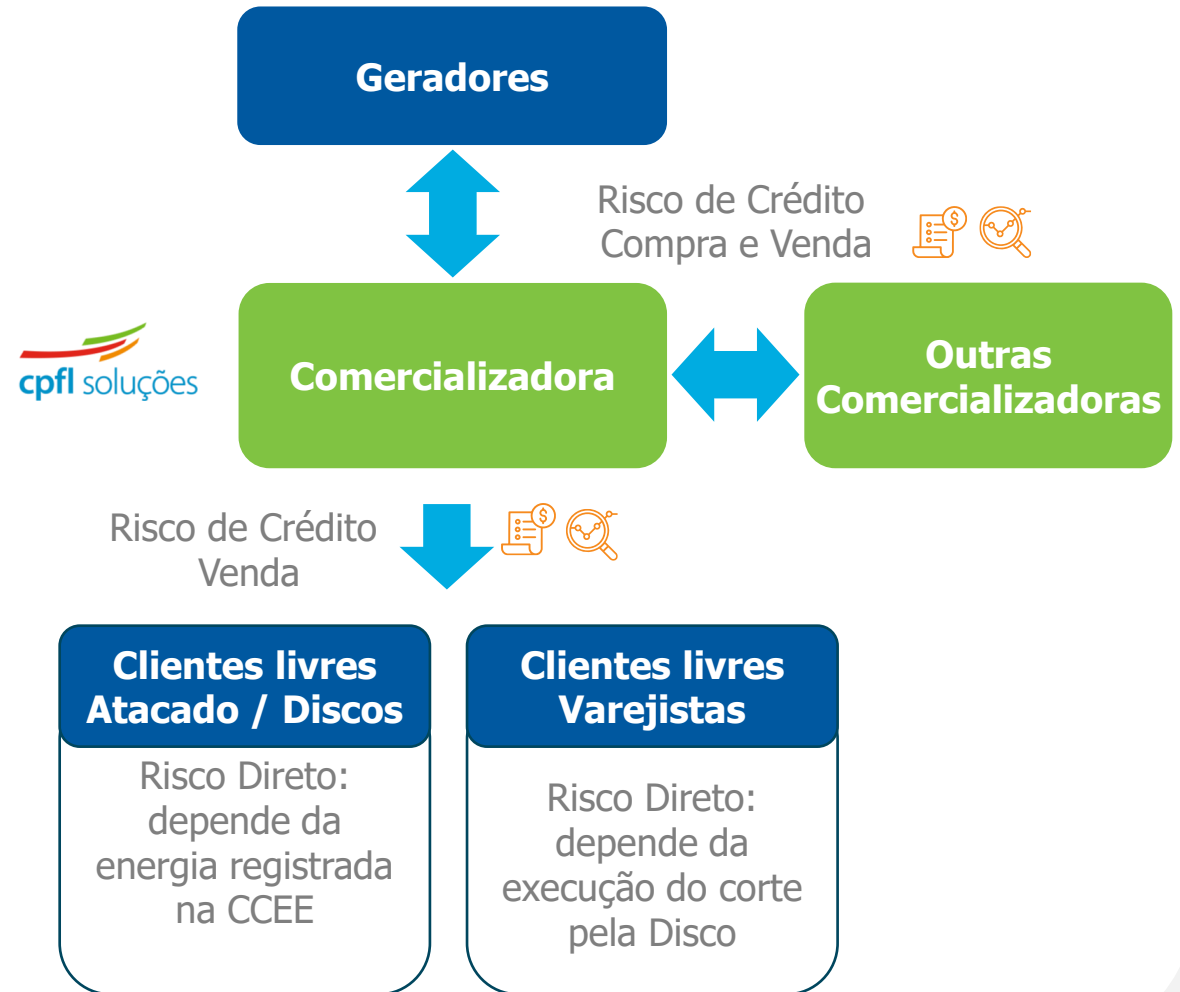 Geradores
Risco de Crédito
Compra e Venda
cpfl soluções
Comercializadora
Outras
Comercializadoras
Risco de Crédito
Venda
Clientes livres
Atacado / Discos
Risco Direto:
depende da
energia registrada
na CCEE
Clientes livres
Varejistas
Risco Direto:
depende da
execução do corte
pela Disco